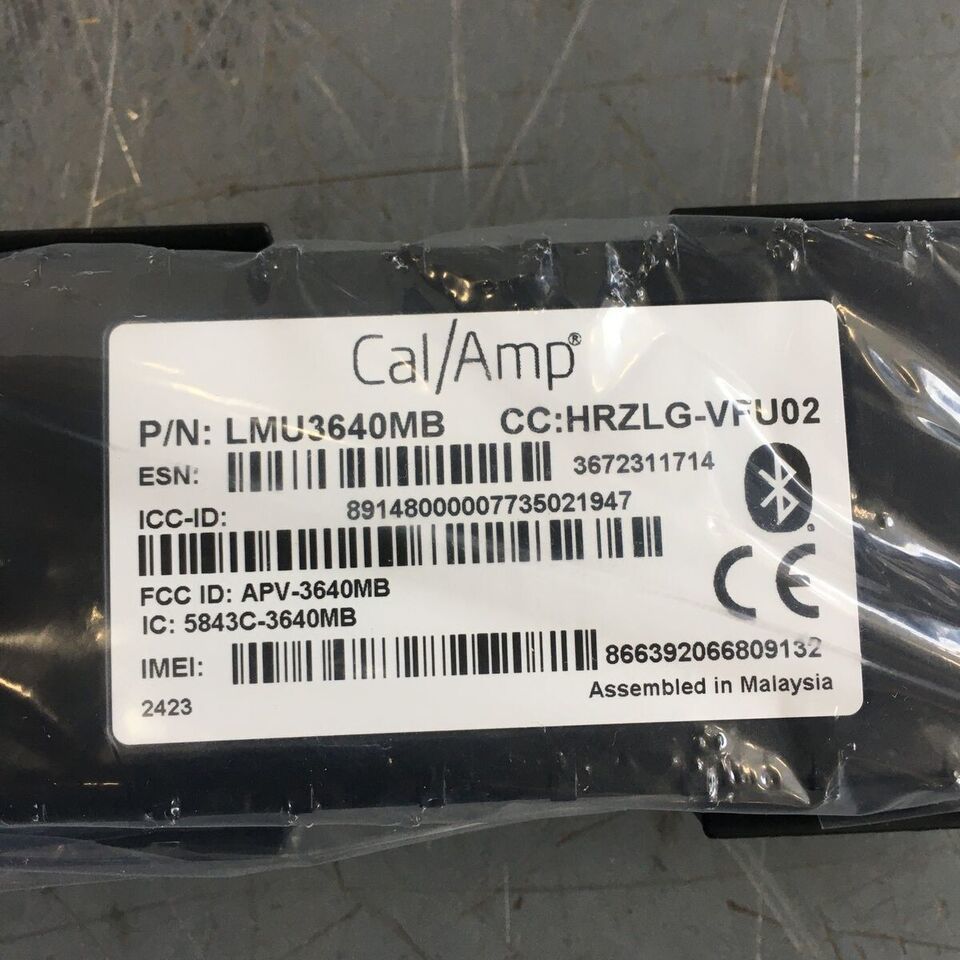 Cal/Amp®
P/N: LMU3640MB CC:HRZLG-VFU02
ESN: 3672311714
ICC-ID: 89148000007735021947
FCC ID: APV-3640MB
IC: 5843C-3640MB
IMEI: 866392066809132
Assembled in Malaysia
2423